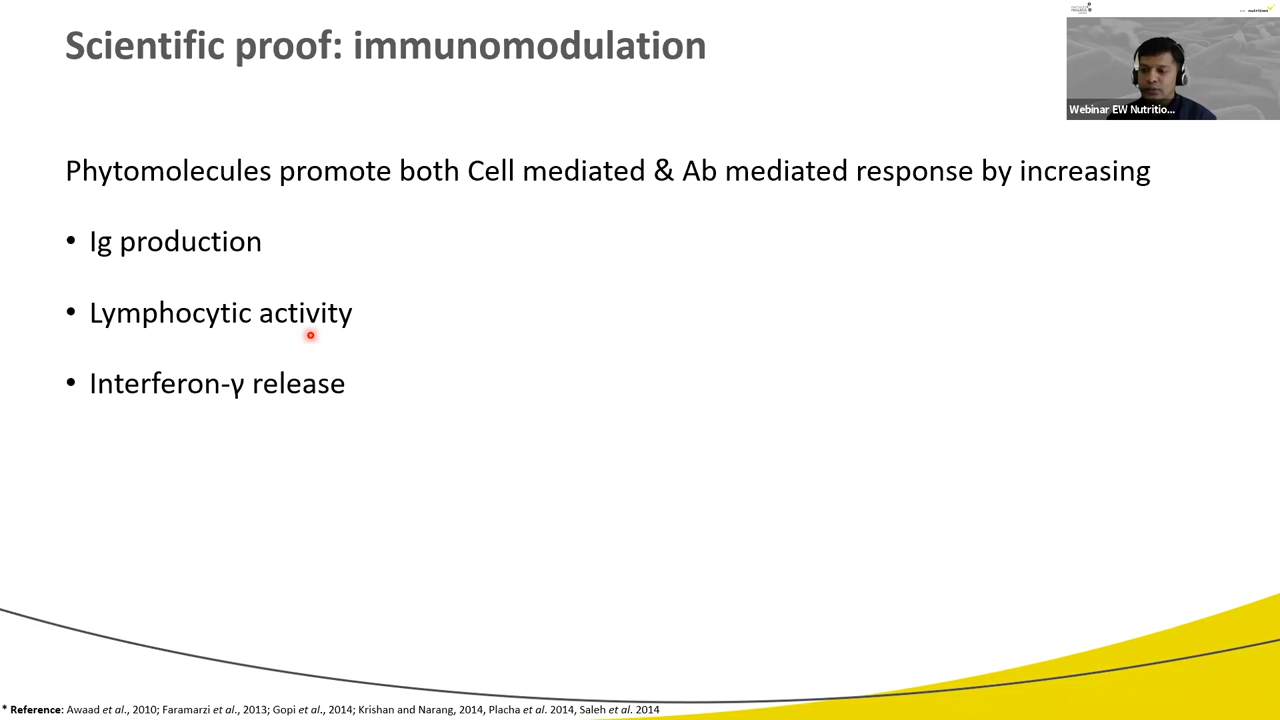 Scientific proof: immunomodulation
nutrition
Webinar EW Nutritio...
Phytomolecules promote both Cell mediated & Ab mediated response by increasing
• Ig production
• Lymphocytic activity
• Interferon-γ release
* Reference: Awaad et al., 2010; Faramarzi et al., 2013; Gopi et al., 2014; Krishan and Narang, 2014, Placha et al. 2014, Saleh et al. 2014